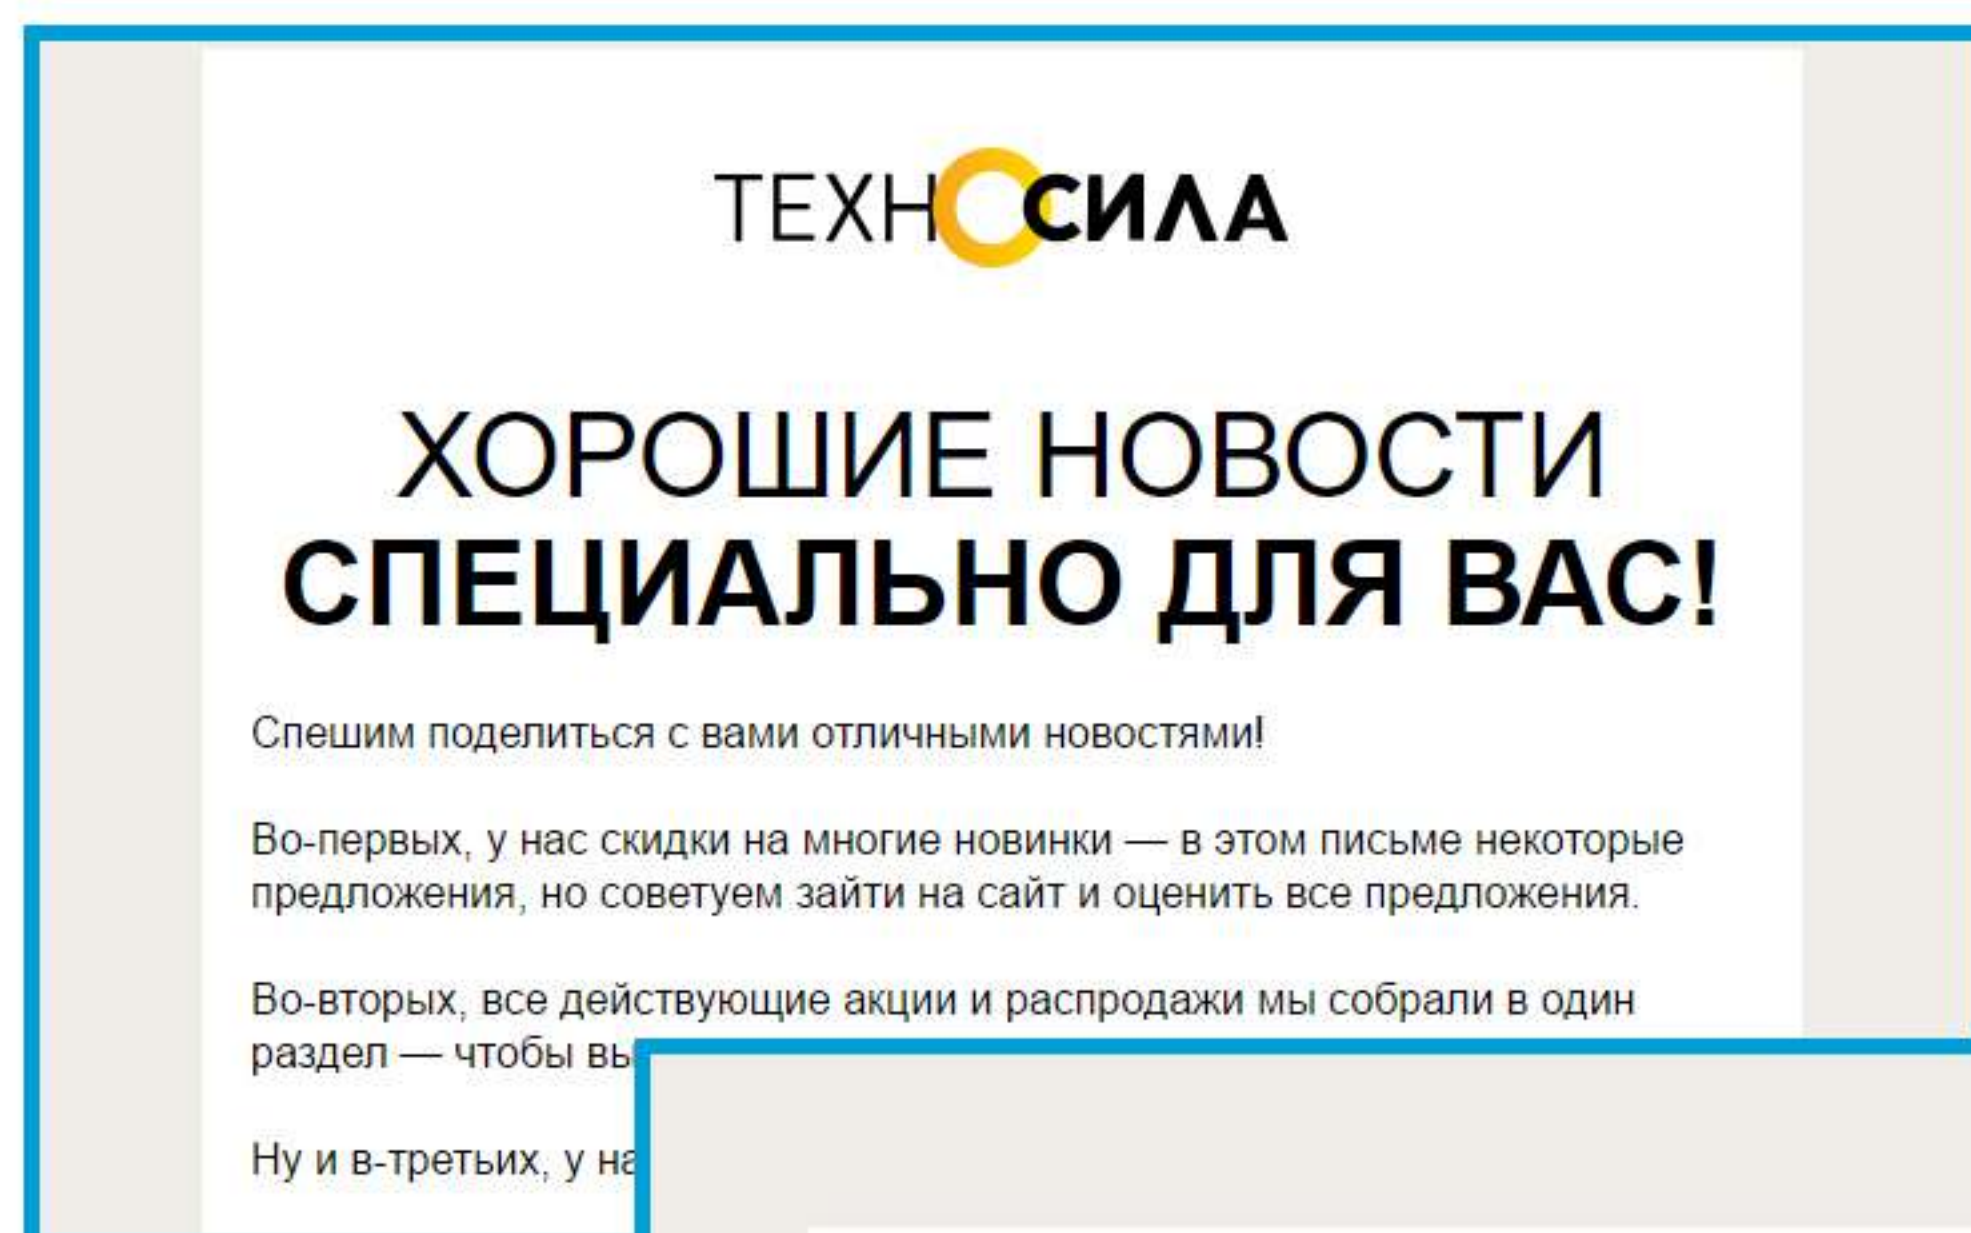 ТЕХНОСИЛА
ХОРОШИЕ НОВОСТИ
СПЕЦИАЛЬНО ДЛЯ ВАС!
Спешим поделиться с вами отличными новостями!
Во-первых, у нас скидки на многие новинки — в этом письме некоторые
предложения, но советуем зайти на сайт и оценить все предложения.
Во-вторых, все действующие акции и распродажи мы собрали в один
раздел — чтобы вы
Ну и в-третьих, у